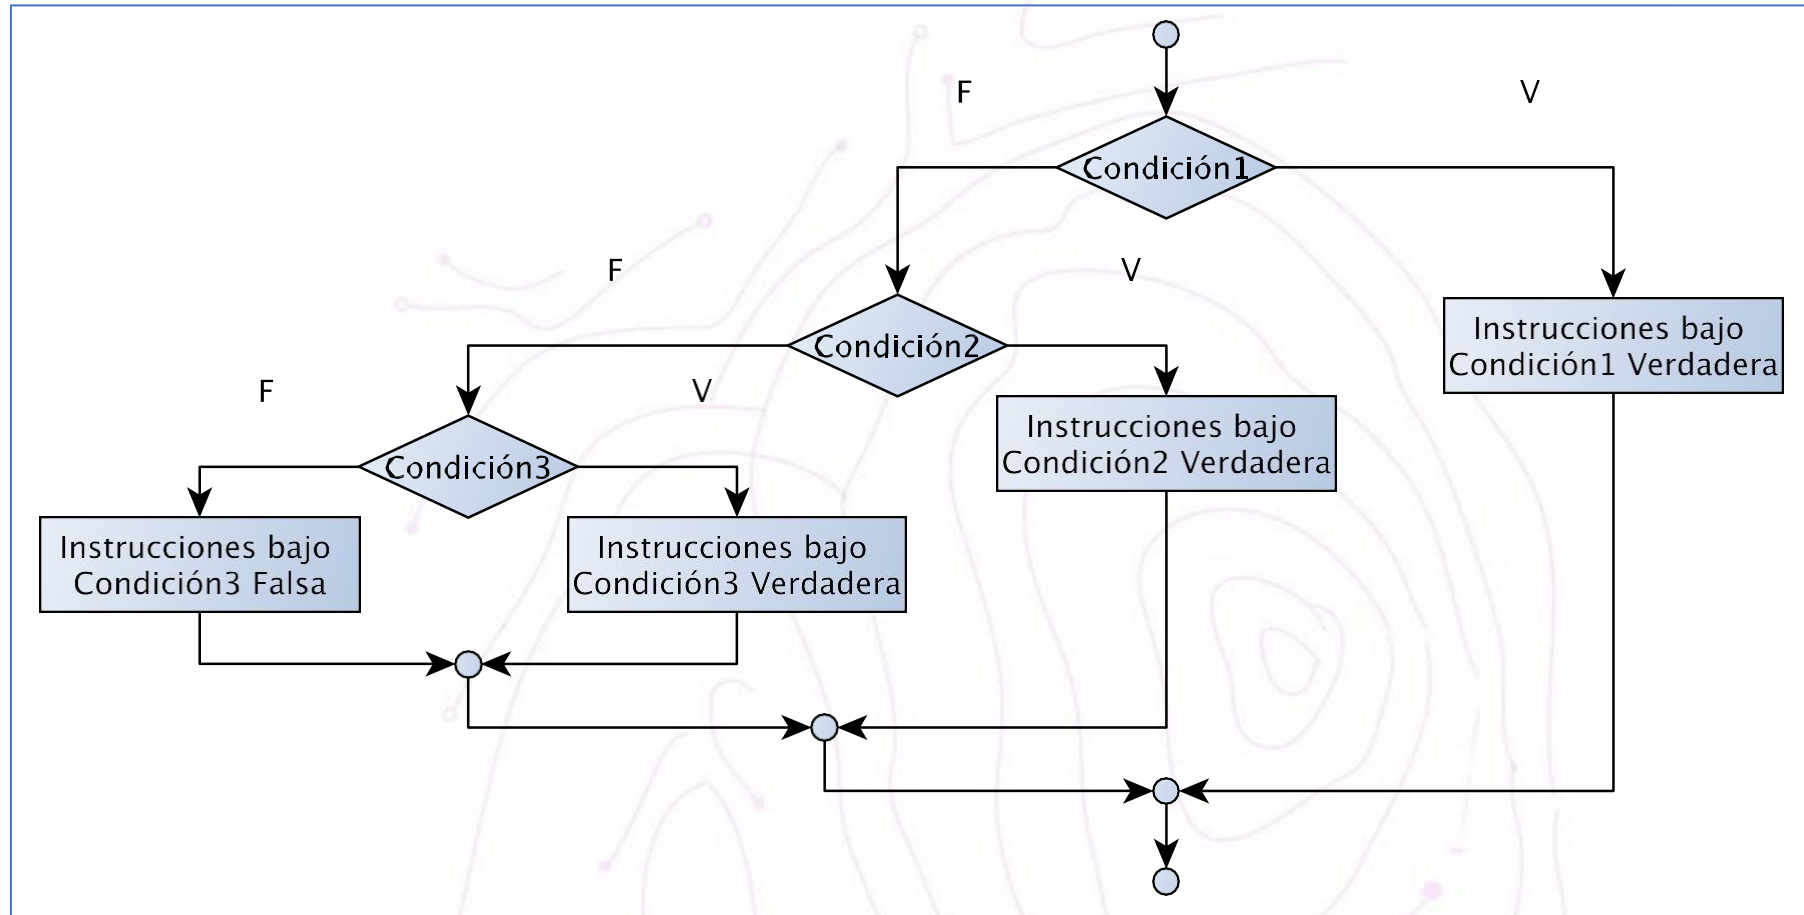 F
V
Condición1
F
V
Condición2
Instrucciones bajo
Condición1 Verdadera
F
V
Instrucciones bajo
Condición2 Verdadera
Condición3
Instrucciones bajo
Condición3 Falsa
Instrucciones bajo
Condición3 Verdadera